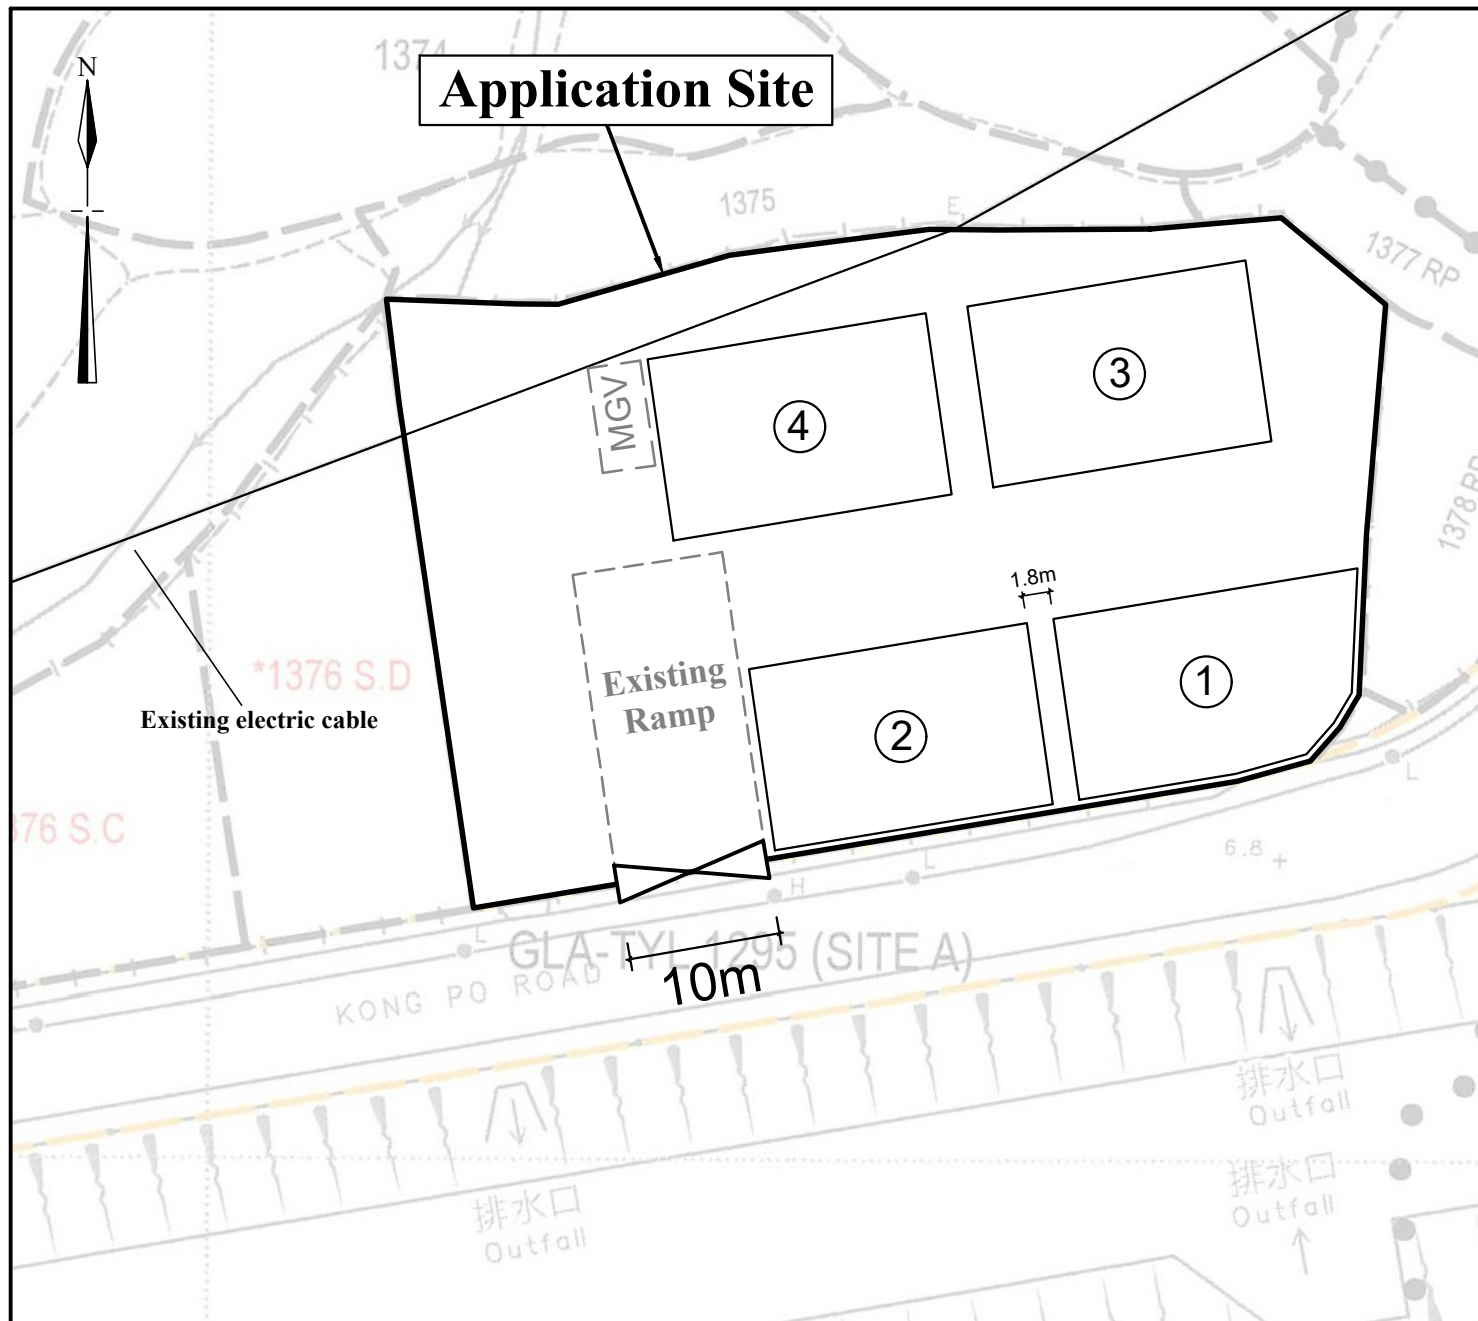 N
1374
Application Site
1375
E
1377 RP
3
4
MGV
1378 RP
1.8m
*1376 S.D
Existing
Ramp
1
Existing electric cable
2
L
76 S.C
6.8 +
L
H
L
GLA-TYL 1295 (SITE A)
10m
KONG PO ROAD
排水口
Outfall
排水口
Outfall
排水口
Outfall